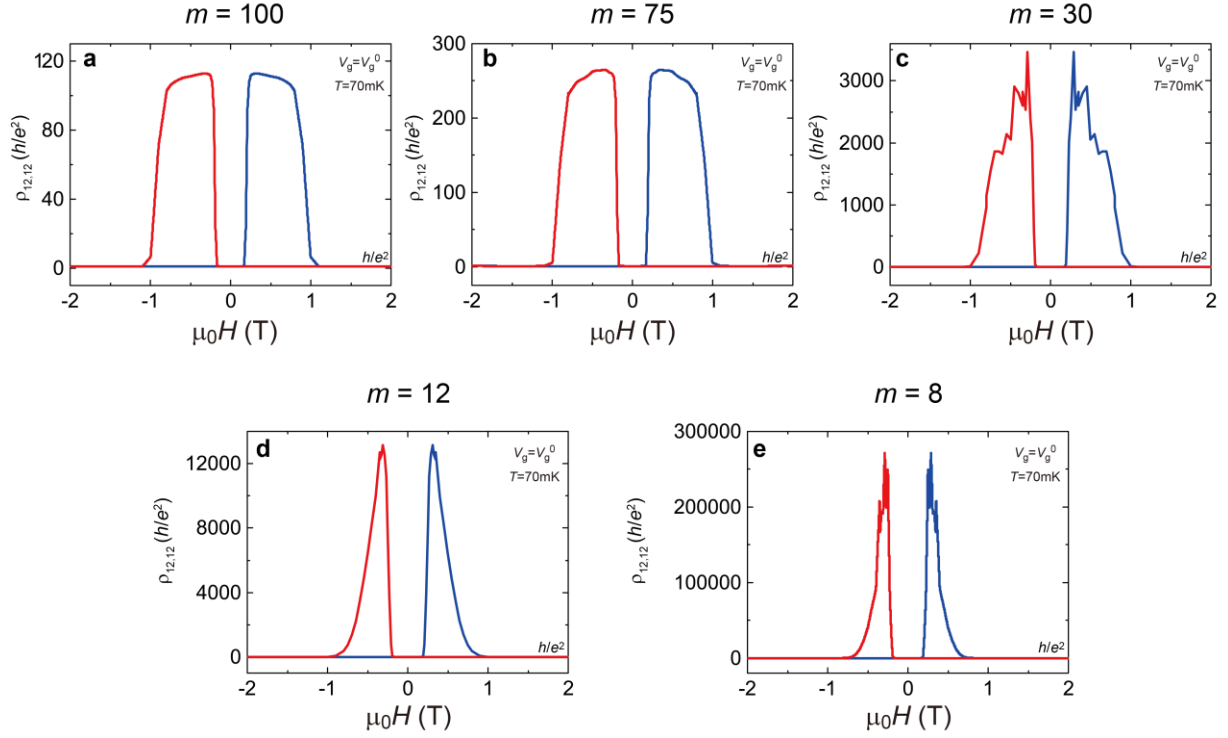 m = 100
m = 75
m = 30
a
Vg=Vg0
T=70mK
120
80
40
0
ρ12,12 (h/e2)
h/e2
-2
-1
0
1
2
μ0H (T)
b
Vg=Vg0
T=70mK
300
200
100
0
ρ12,12 (h/e2)
h/e2
-2
-1
0
1
2
μ0H (T)
c
Vg=Vg0
T=70mK
3000
2000
1000
0
ρ12,12 (h/e2)
h/e2
-2
-1
0
1
2
μ0H (T)
m = 12
m = 8
d
Vg=Vg0
T=70mK
12000
8000
4000
0
ρ12,12 (h/e2)
h/e2
-2
-1
0
1
2
μ0H (T)
e
Vg=Vg0
T=70mK
300000
200000
100000
0
ρ12,12 (h/e2)
h/e2
-2
-1
0
1
2
μ0H (T)